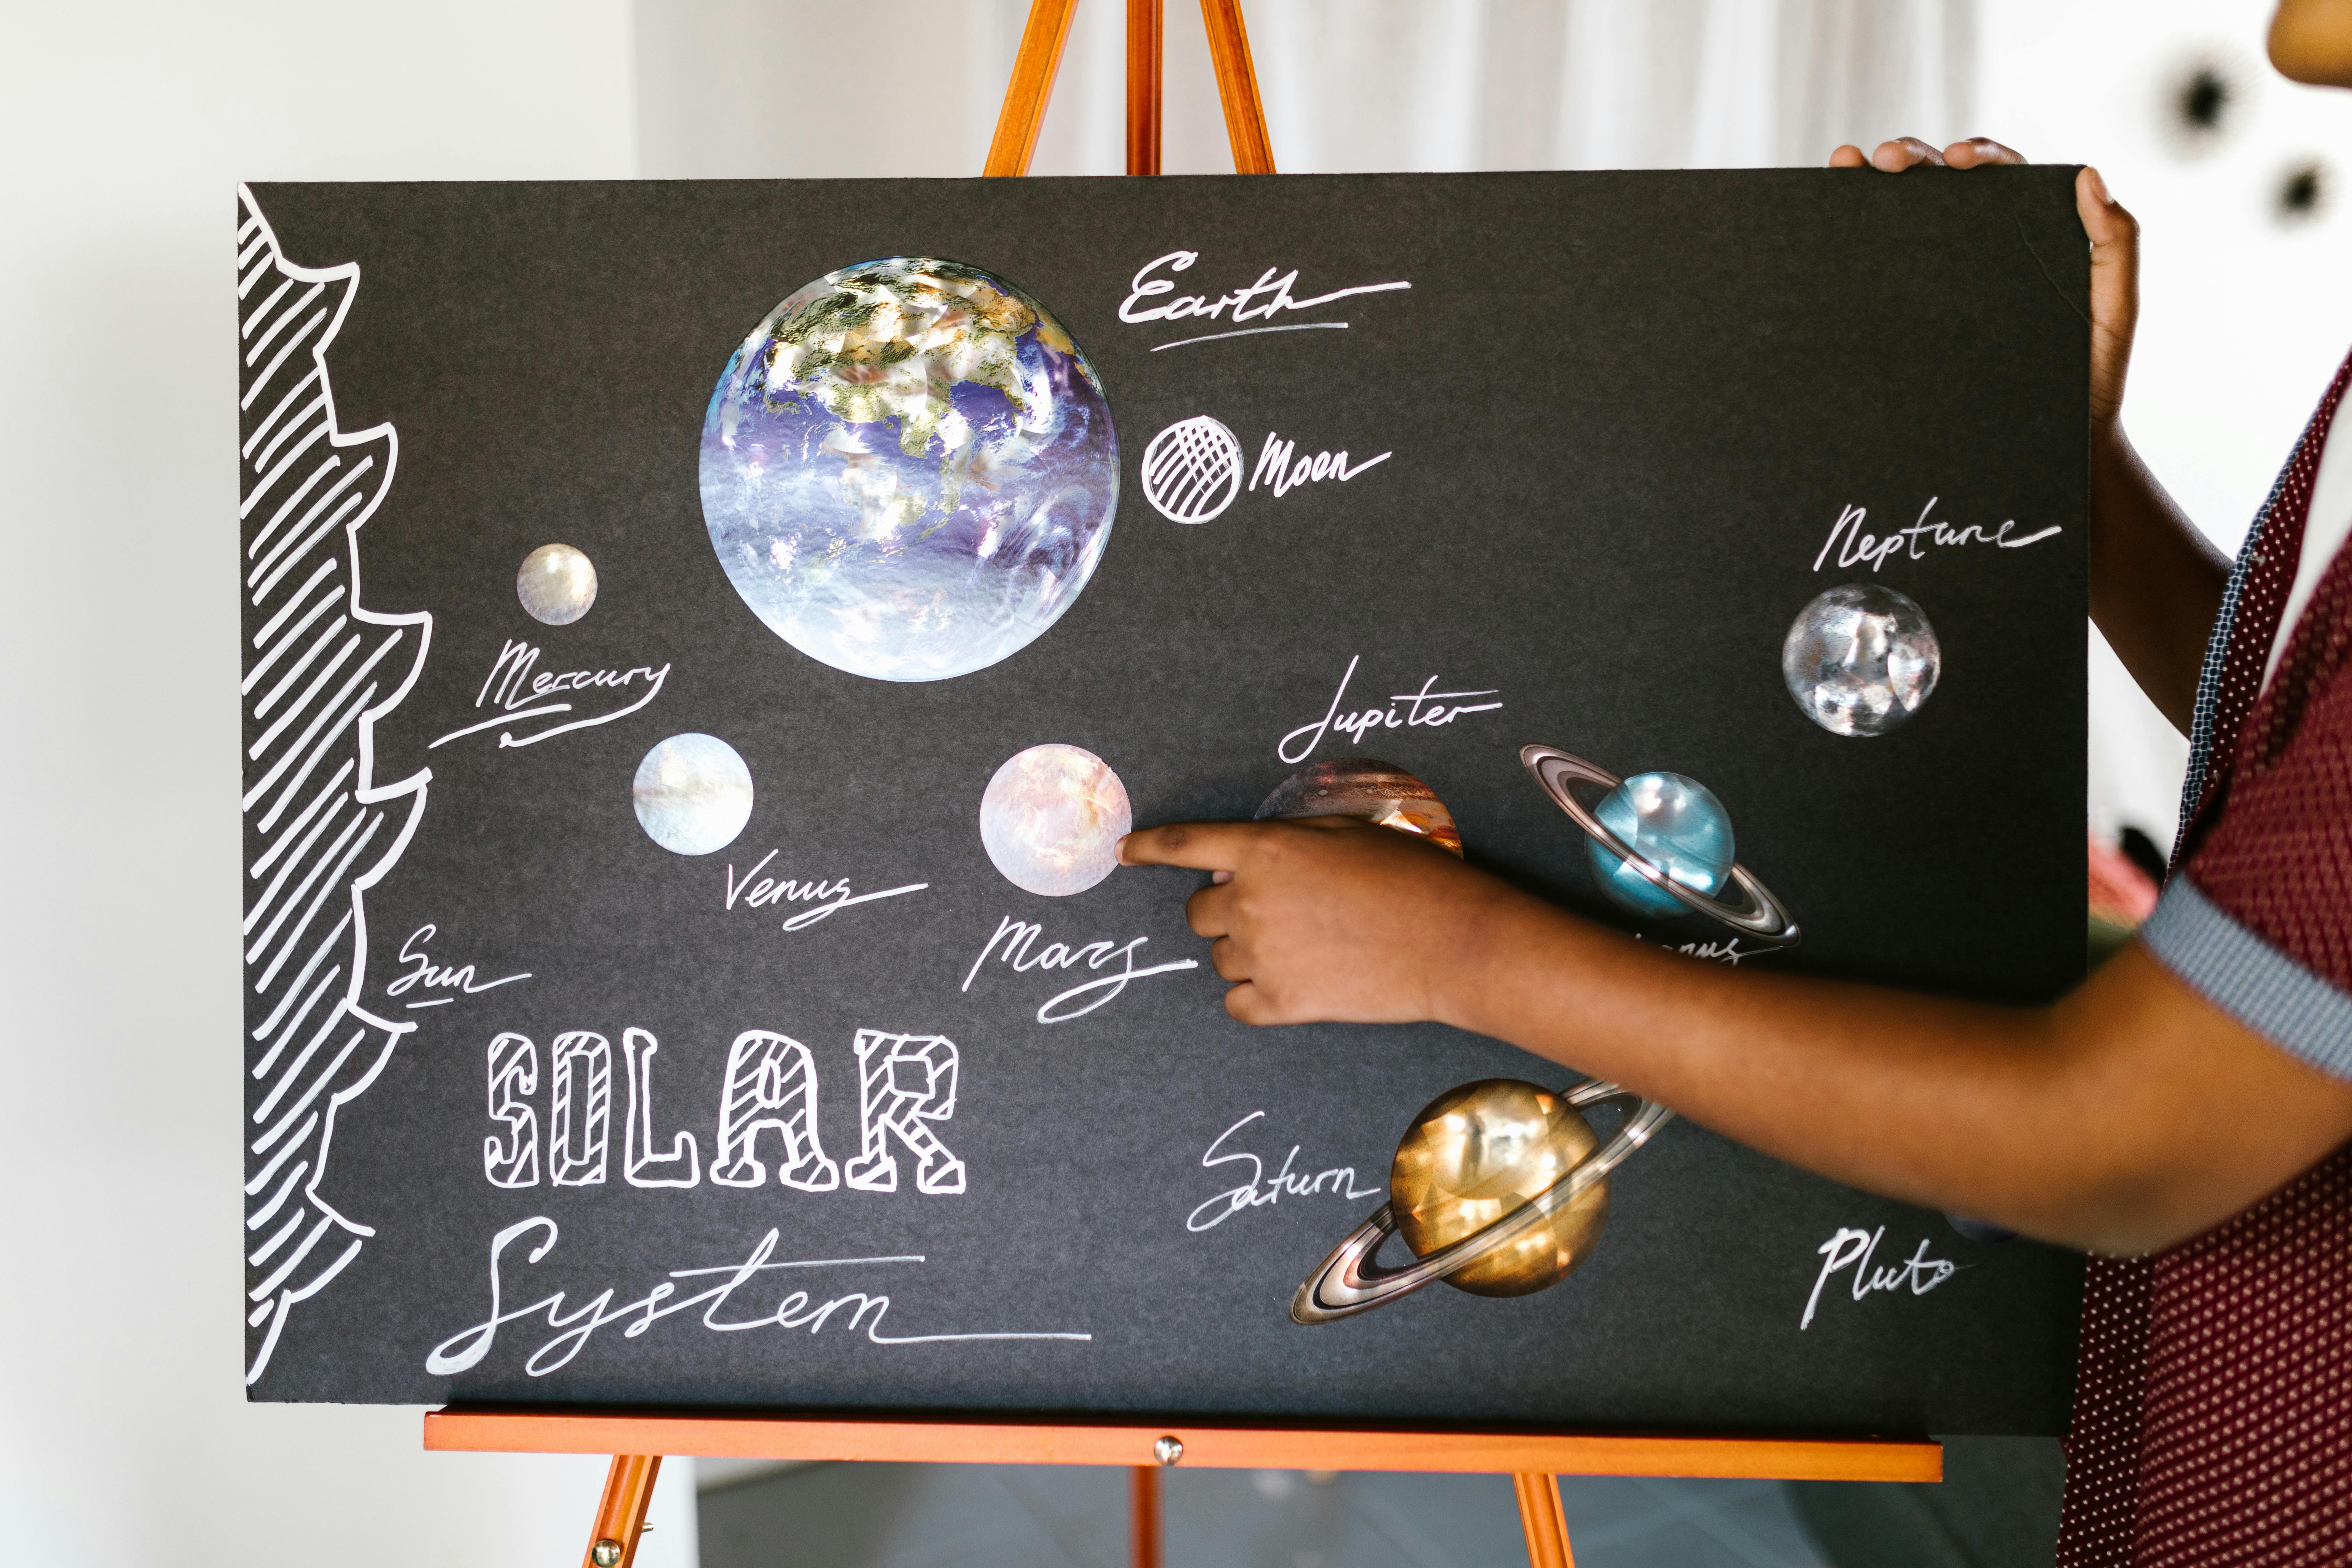 Earth
Moon
Neptune
Mercury
Jupiter
Venus
Mars
Sun
SOLAR
System
Saturn
Pluto